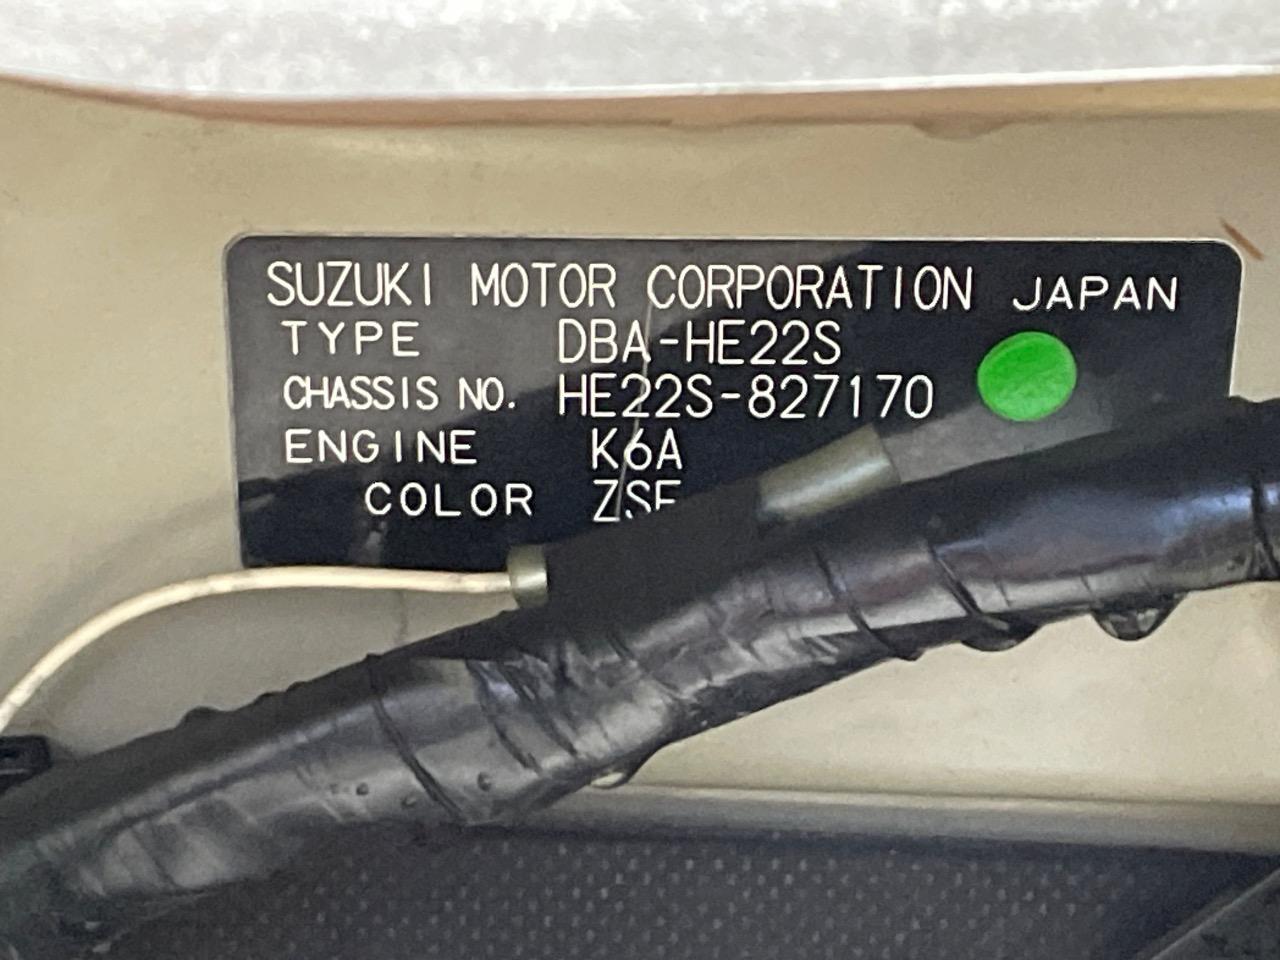 SUZUKI MOTOR CORPORATION JAPAN
TYPE DBA-HE22S
CHASSIS NO. HE22S-827170
ENGINE K6A
COLOR